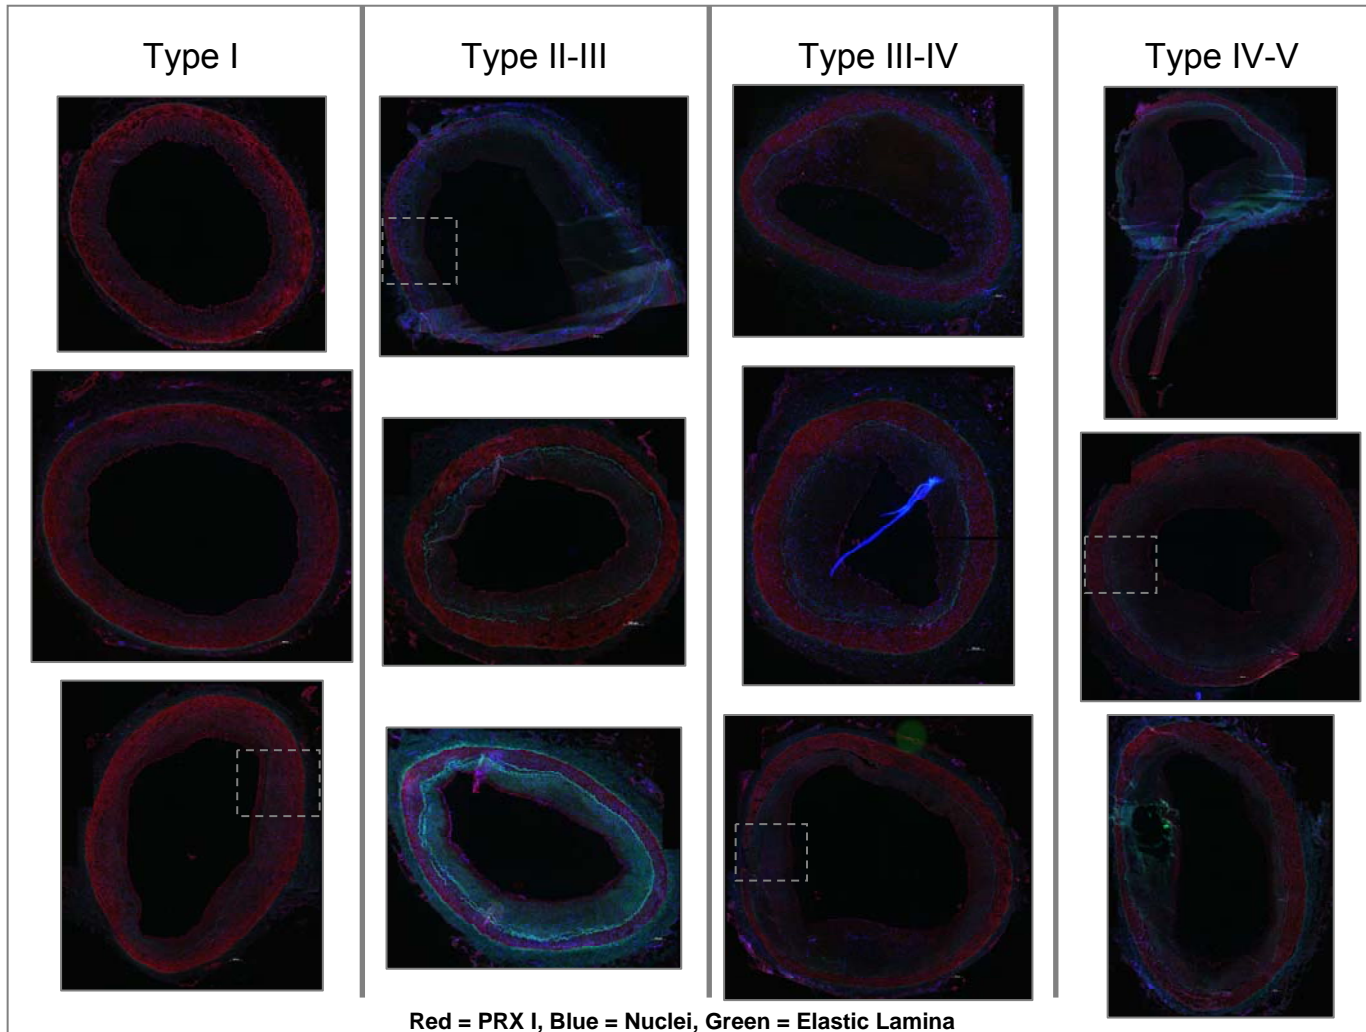 Type I
Type II-III
Type III-IV
Type IV-V
Red = PRX I, Blue = Nuclei, Green = Elastic Lamina